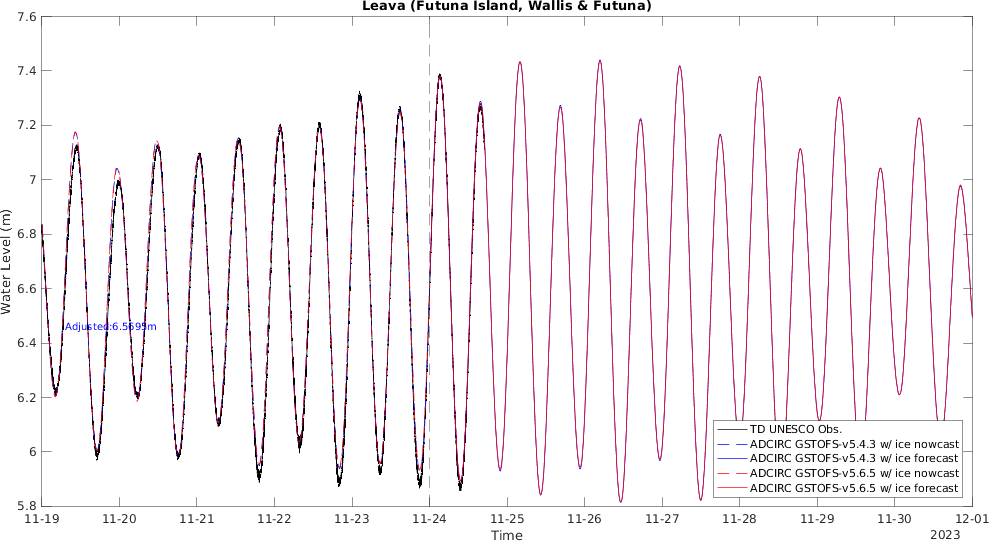 Leava (Futuna Island, Wallis & Futuna)
7.6
7.4
7.2
7
6.8
6.6
6.4
6.2
6
5.8
Water Level (m)
Adjusted:6.5695m
TD UNESCO Obs.
ADCIRC GSTOFS-v5.4.3 w/ ice nowcast
ADCIRC GSTOFS-v5.4.3 w/ ice forecast
ADCIRC GSTOFS-v5.6.5 w/ ice nowcast
ADCIRC GSTOFS-v5.6.5 w/ ice forecast
11-19 11-20 11-21 11-22 11-23 11-24 11-25 11-26 11-27 11-28 11-29 11-30 12-01
Time
2023